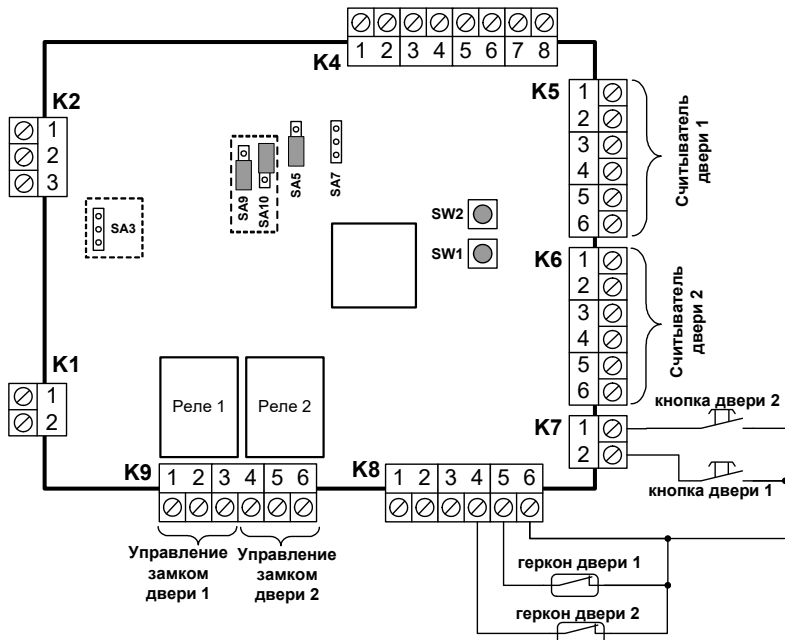 K4
1 2 3 4 5 6 7 8
K2
1
2
3
K5
1
2
3
4
5
6
Считыватель
двери 1
SA9
SA10
SA5
SA7
SA3
SW2
SW1
K6
1
2
3
4
5
6
Считыватель
двери 2
K1
1
2
Реле 1
Реле 2
K7
1
2
кнопка двери 2
кнопка двери 1
K9
1 2 3 4 5 6
K8
1 2 3 4 5 6
Управление
замком
двери 1
Управление
замком
двери 2
геркон двери 1
геркон двери 2